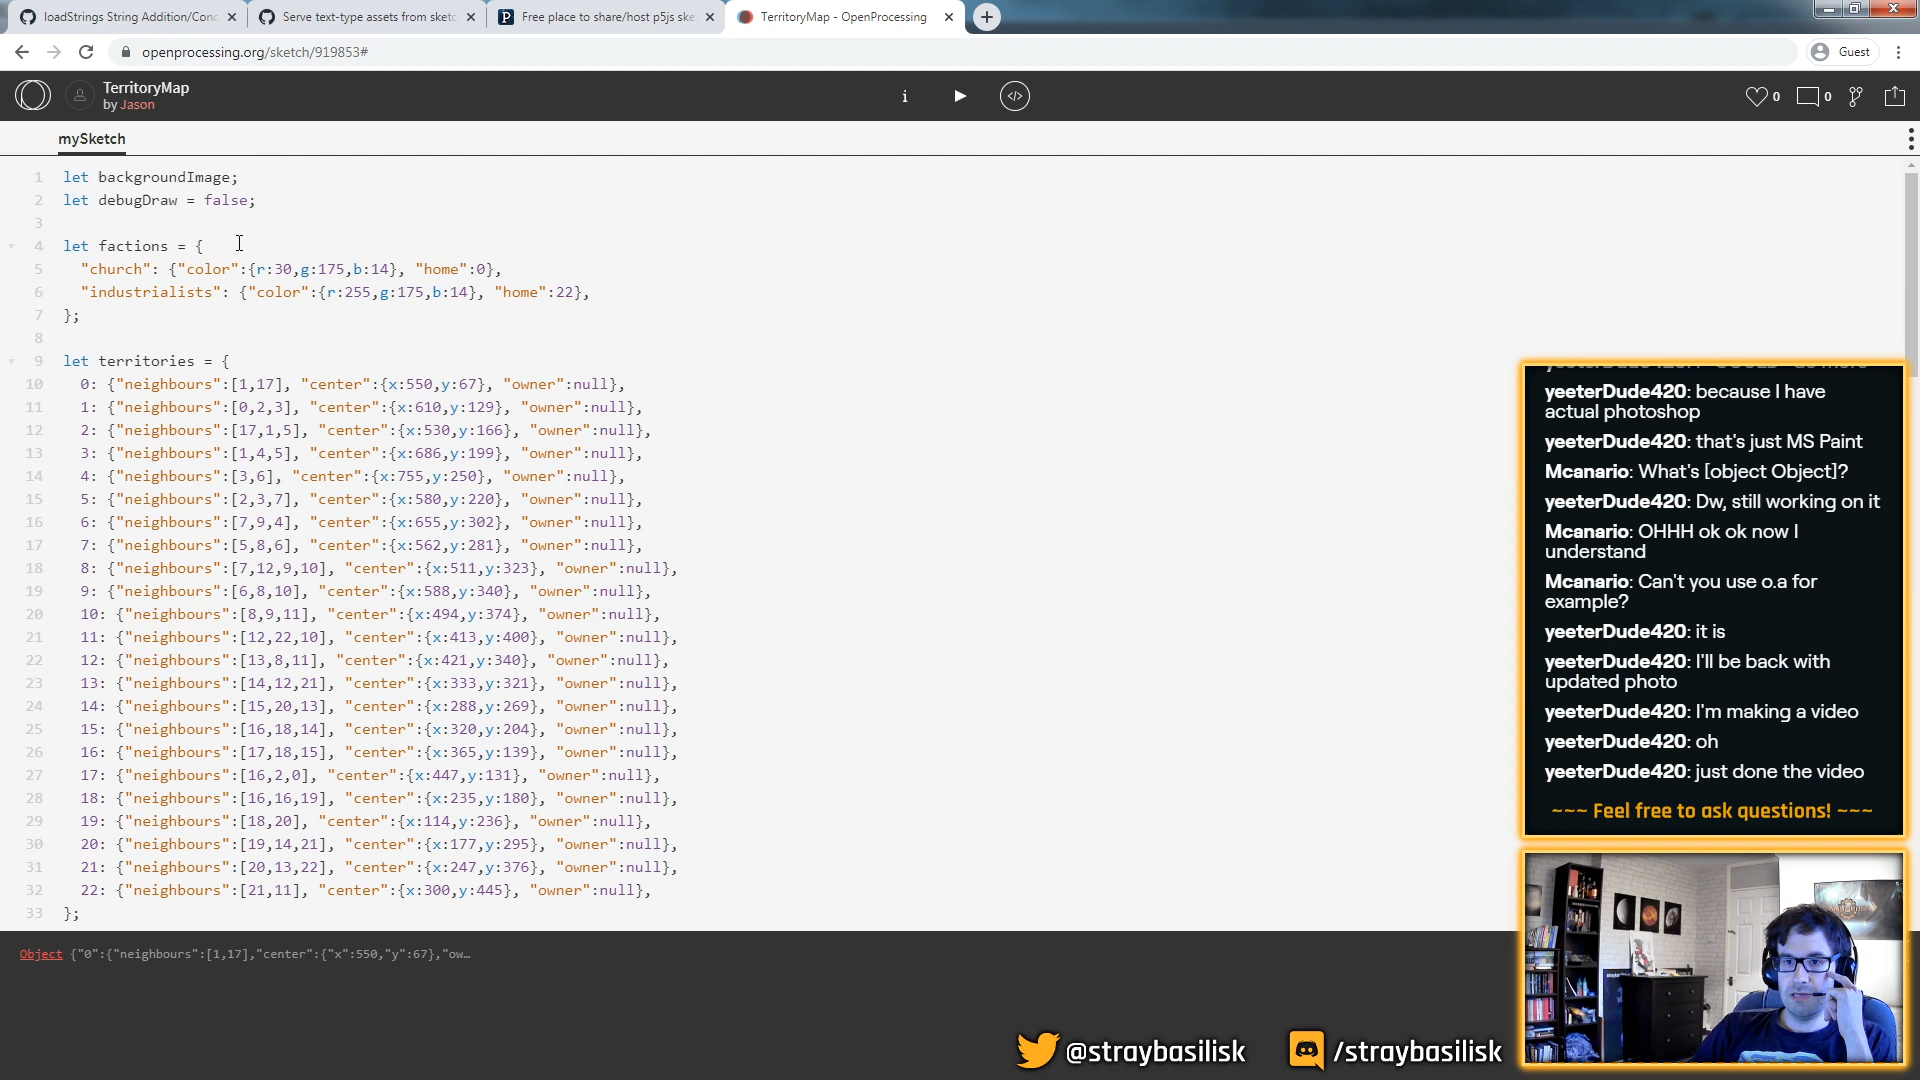 loadStrings String Addition/Conc
Serve text-type assets from sketc
Free place to share/host p5js ske
TerritoryMap - OpenProcessing
openprocessing.org/sketch/919853#
Guest
TerritoryMap
by Jason
0
0
mySketch
1 let backgroundImage;
2 let debugDraw = false;
3
4 let factions = {
5 "church": {"color":{r:30,g:175,b:14}, "home":0},
6 "industrialists": {"color":{r:255,g:175,b:14}, "home":22},
7 };
8
9 let territories = {
10 0: {"neighbours":[1,17], "center":{x:550,y:67}, "owner":null},
11 1: {"neighbours":[0,2,3], "center":{x:610,y:129}, "owner":null},
12 2: {"neighbours":[17,1,5], "center":{x:530,y:166}, "owner":null},
13 3: {"neighbours":[1,4,5], "center":{x:686,y:199}, "owner":null},
14 4: {"neighbours":[3,6], "center":{x:755,y:250}, "owner":null},
15 5: {"neighbours":[2,3,7], "center":{x:580,y:220}, "owner":null},
16 6: {"neighbours":[7,9,4], "center":{x:655,y:302}, "owner":null},
17 7: {"neighbours":[5,8,6], "center":{x:562,y:281}, "owner":null},
18 8: {"neighbours":[7,12,9,10], "center":{x:511,y:323}, "owner":null},
19 9: {"neighbours":[6,8,10], "center":{x:588,y:340}, "owner":null},
20 10: {"neighbours":[8,9,11], "center":{x:494,y:374}, "owner":null},
21 11: {"neighbours":[12,22,10], "center":{x:413,y:400}, "owner":null},
22 12: {"neighbours":[13,8,11], "center":{x:421,y:340}, "owner":null},
23 13: {"neighbours":[14,12,21], "center":{x:333,y:321}, "owner":null},
24 14: {"neighbours":[15,20,13], "center":{x:288,y:269}, "owner":null},
25 15: {"neighbours":[16,18,14], "center":{x:320,y:204}, "owner":null},
26 16: {"neighbours":[17,18,15], "center":{x:365,y:139}, "owner":null},
27 17: {"neighbours":[16,2,0], "center":{x:447,y:131}, "owner":null},
28 18: {"neighbours":[16,16,19], "center":{x:235,y:180}, "owner":null},
29 19: {"neighbours":[18,20], "center":{x:114,y:236}, "owner":null},
30 20: {"neighbours":[19,14,21], "center":{x:177,y:295}, "owner":null},
31 21: {"neighbours":[20,13,22], "center":{x:247,y:376}, "owner":null},
32 22: {"neighbours":[21,11], "center":{x:300,y:445}, "owner":null},
33 };
Object {"0":{"neighbours":[1,17],"center":{"x":550,"y":67},"ow…
yeeterDude420: because I have
actual photoshop
yeeterDude420: that's just MS Paint
Mcanario: What's [object Object]?
yeeterDude420: Dw, still working on it
Mcanario: OHHH ok ok now I
understand
Mcanario: Can't you use o.a for
example?
yeeterDude420: it is
yeeterDude420: I'll be back with
updated photo
yeeterDude420: I'm making a video
yeeterDude420: oh
yeeterDude420: just done the video
~~~ Feel free to ask questions! ~~~
@straybasilisk
/straybasilisk